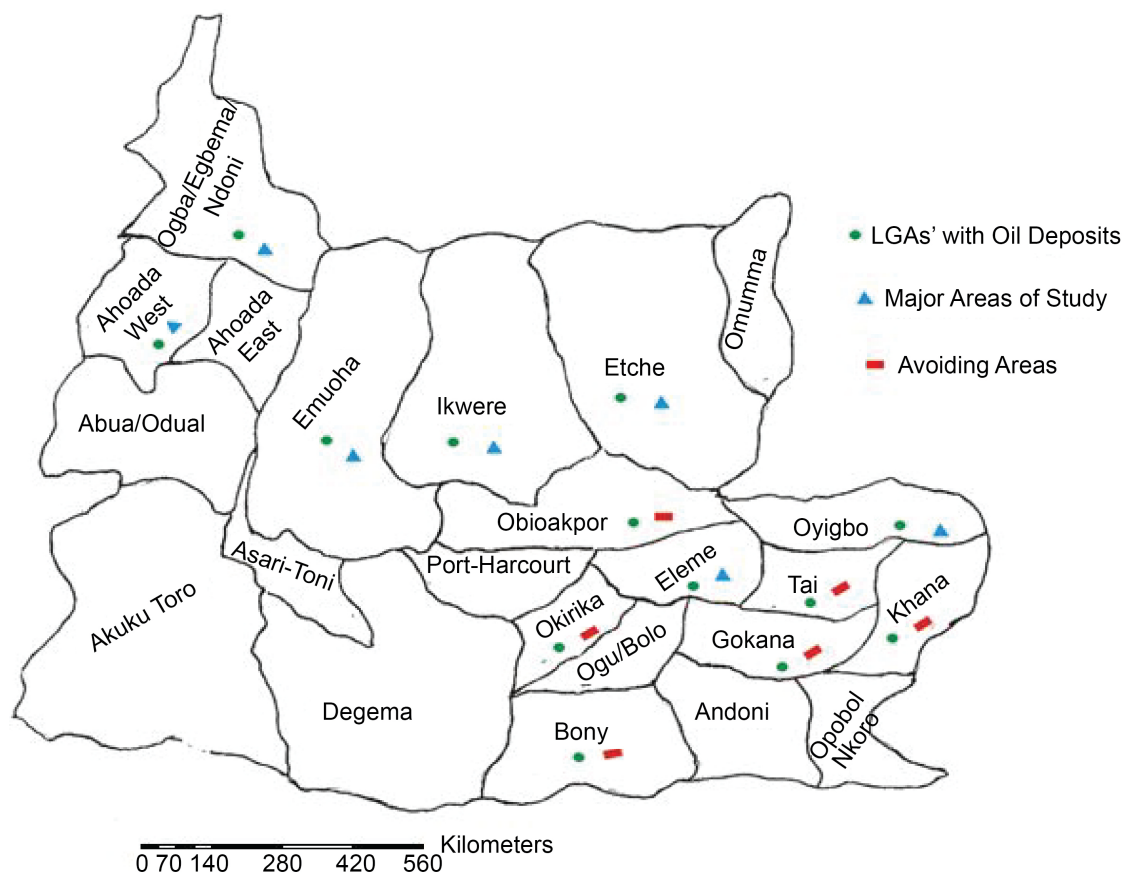 Ogba/Egbema/
Ndoni
LGAs' with Oil Deposits
Major Areas of Study
Avoiding Areas
Ahoada
West
Ahoada
East
Omumma
Abua/Odual
Emuoha
Ikwere
Etche
Obioakpor
Oyigbo
Asari-Toni
Port-Harcourt
Eleme
Tai
Khana
Akuku Toro
Okirika
Ogu/Bolo
Gokana
Degema
Bony
Andoni
Opobol
Nkoro
Kilometers
0 70 140 280 420 560